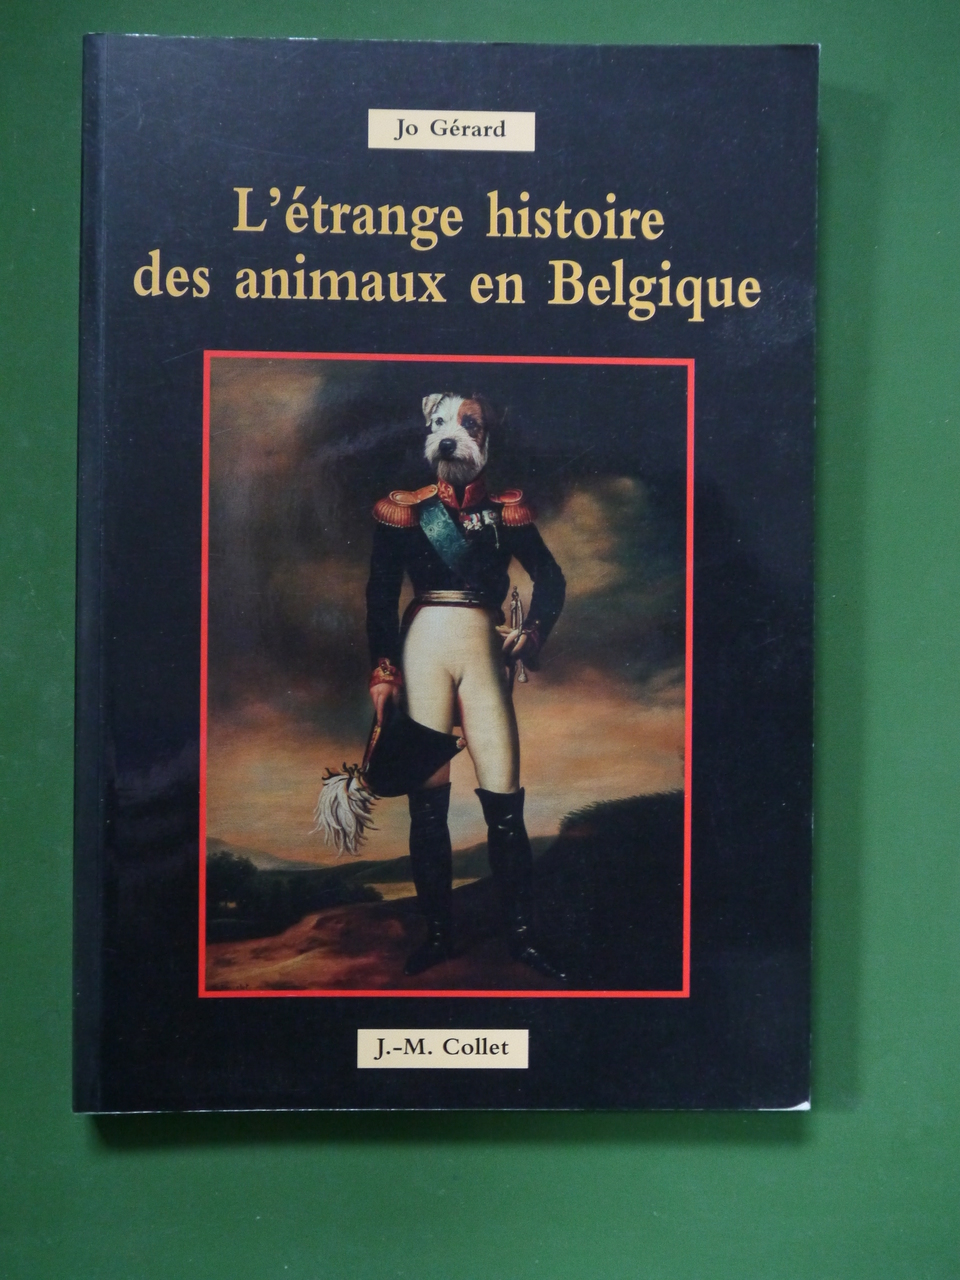 Jo Gérard
L'étrange histoire
des animaux en Belgique
J.-M. Collet